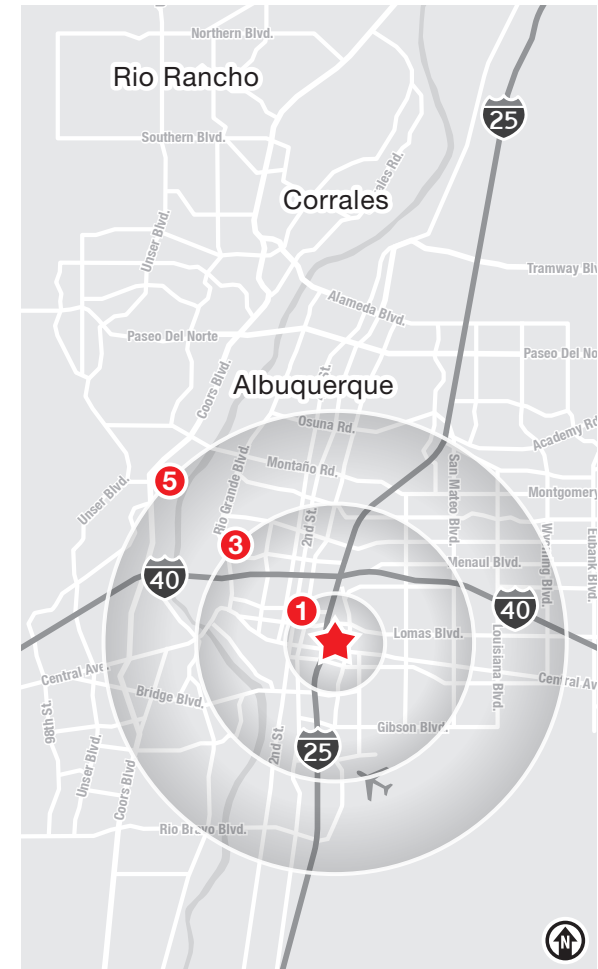 Northern Blvd.
Rio Rancho
25
Southern Blvd.
ales Rd.
Corrales
Unser Blvd.
Tramway Blv
Alameda Blvd.
Paseo Del Norte
Paseo Del No
Coors Blvd.
St.
Albuquerque
Osuna Rd.
Academy Rd
Montaño Rd.
5
Unser Blvd.
Rio Grande Blvd.
2nd St.
San Mateo Blvd.
Montgomery
3
Wyoming Blvd.
Eubank Blvd.
Menaul Blvd.
40
40
1
Lomas Blvd.
Louisiana Blvd.
Central Ave.
Central Av
Bridge Blvd.
98th St.
Unser Blvd.
Coors Blvd
2nd St.
Gibson Blvd.
25
Rio Bravo Blvd.
N